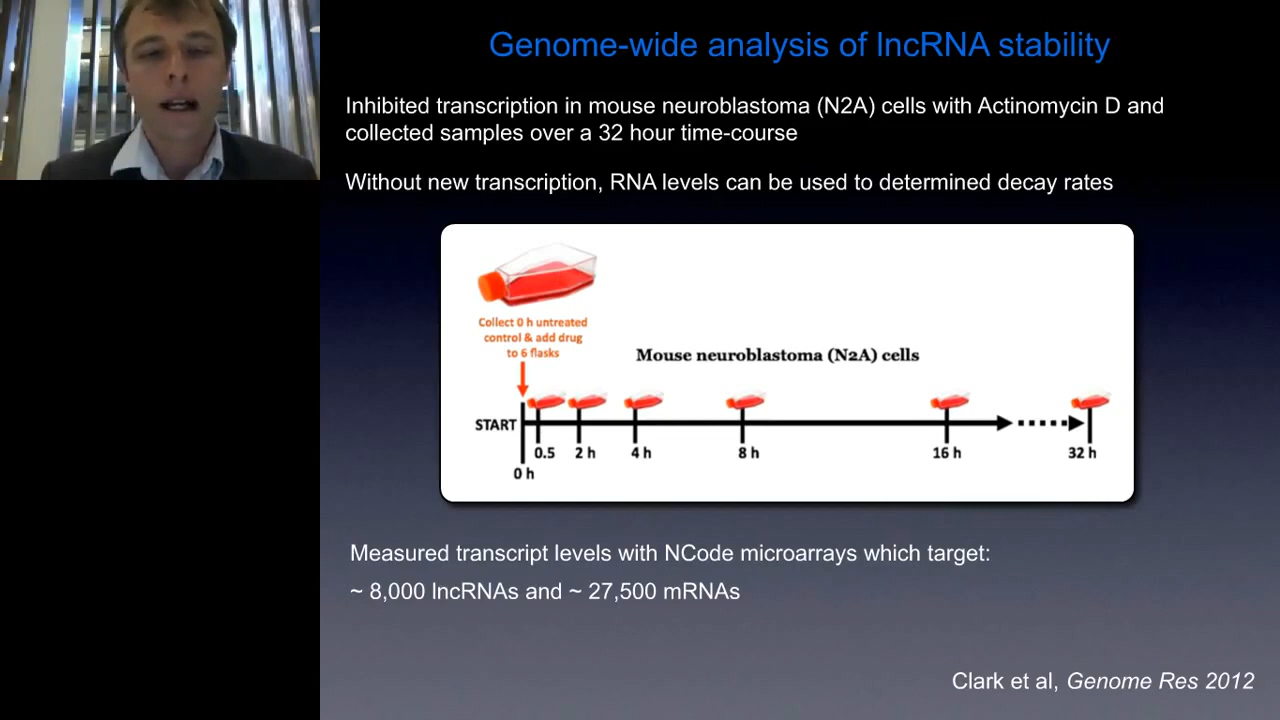 Genome-wide analysis of lncRNA stability
Inhibited transcription in mouse neuroblastoma (N2A) cells with Actinomycin D and
collected samples over a 32 hour time-course
Without new transcription, RNA levels can be used to determined decay rates
Collect 0 h untreated
control & add drug
to 6 flasks
Mouse neuroblastoma (N2A) cells
START
0.5 2 h 4 h 8 h 16 h 32 h
0 h
Measured transcript levels with NCode microarrays which target:
~ 8,000 lncRNAs and ~ 27,500 mRNAs
Clark et al, Genome Res 2012